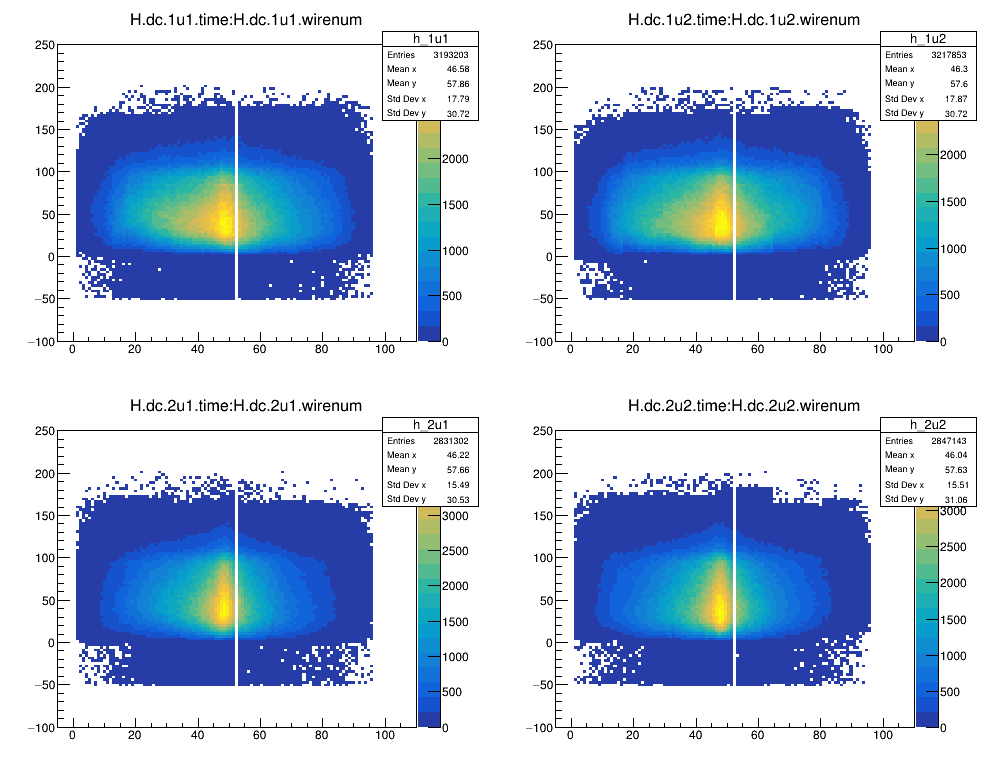 H.dc.1u1.time:H.dc.1u1.wirenum
h_1u1
Entries 3193203
Mean x 46.58
Mean y 57.86
Std Dev x 17.79
Std Dev y 30.72
250
200
150
100
50
0
−50
−100
0 20 40 60 80 100
2000
1500
1000
500
0
H.dc.1u2.time:H.dc.1u2.wirenum
h_1u2
Entries 3217853
Mean x 46.3
Mean y 57.6
Std Dev x 17.87
Std Dev y 30.72
250
200
150
100
50
0
−50
−100
0 20 40 60 80 100
2000
1500
1000
500
0
H.dc.2u1.time:H.dc.2u1.wirenum
h_2u1
Entries 2831302
Mean x 46.22
Mean y 57.66
Std Dev x 15.49
Std Dev y 30.53
250
200
150
100
50
0
−50
−100
0 20 40 60 80 100
3000
2500
2000
1500
1000
500
0
H.dc.2u2.time:H.dc.2u2.wirenum
h_2u2
Entries 2847143
Mean x 46.04
Mean y 57.63
Std Dev x 15.51
Std Dev y 31.06
250
200
150
100
50
0
−50
−100
0 20 40 60 80 100
3000
2500
2000
1500
1000
500
0